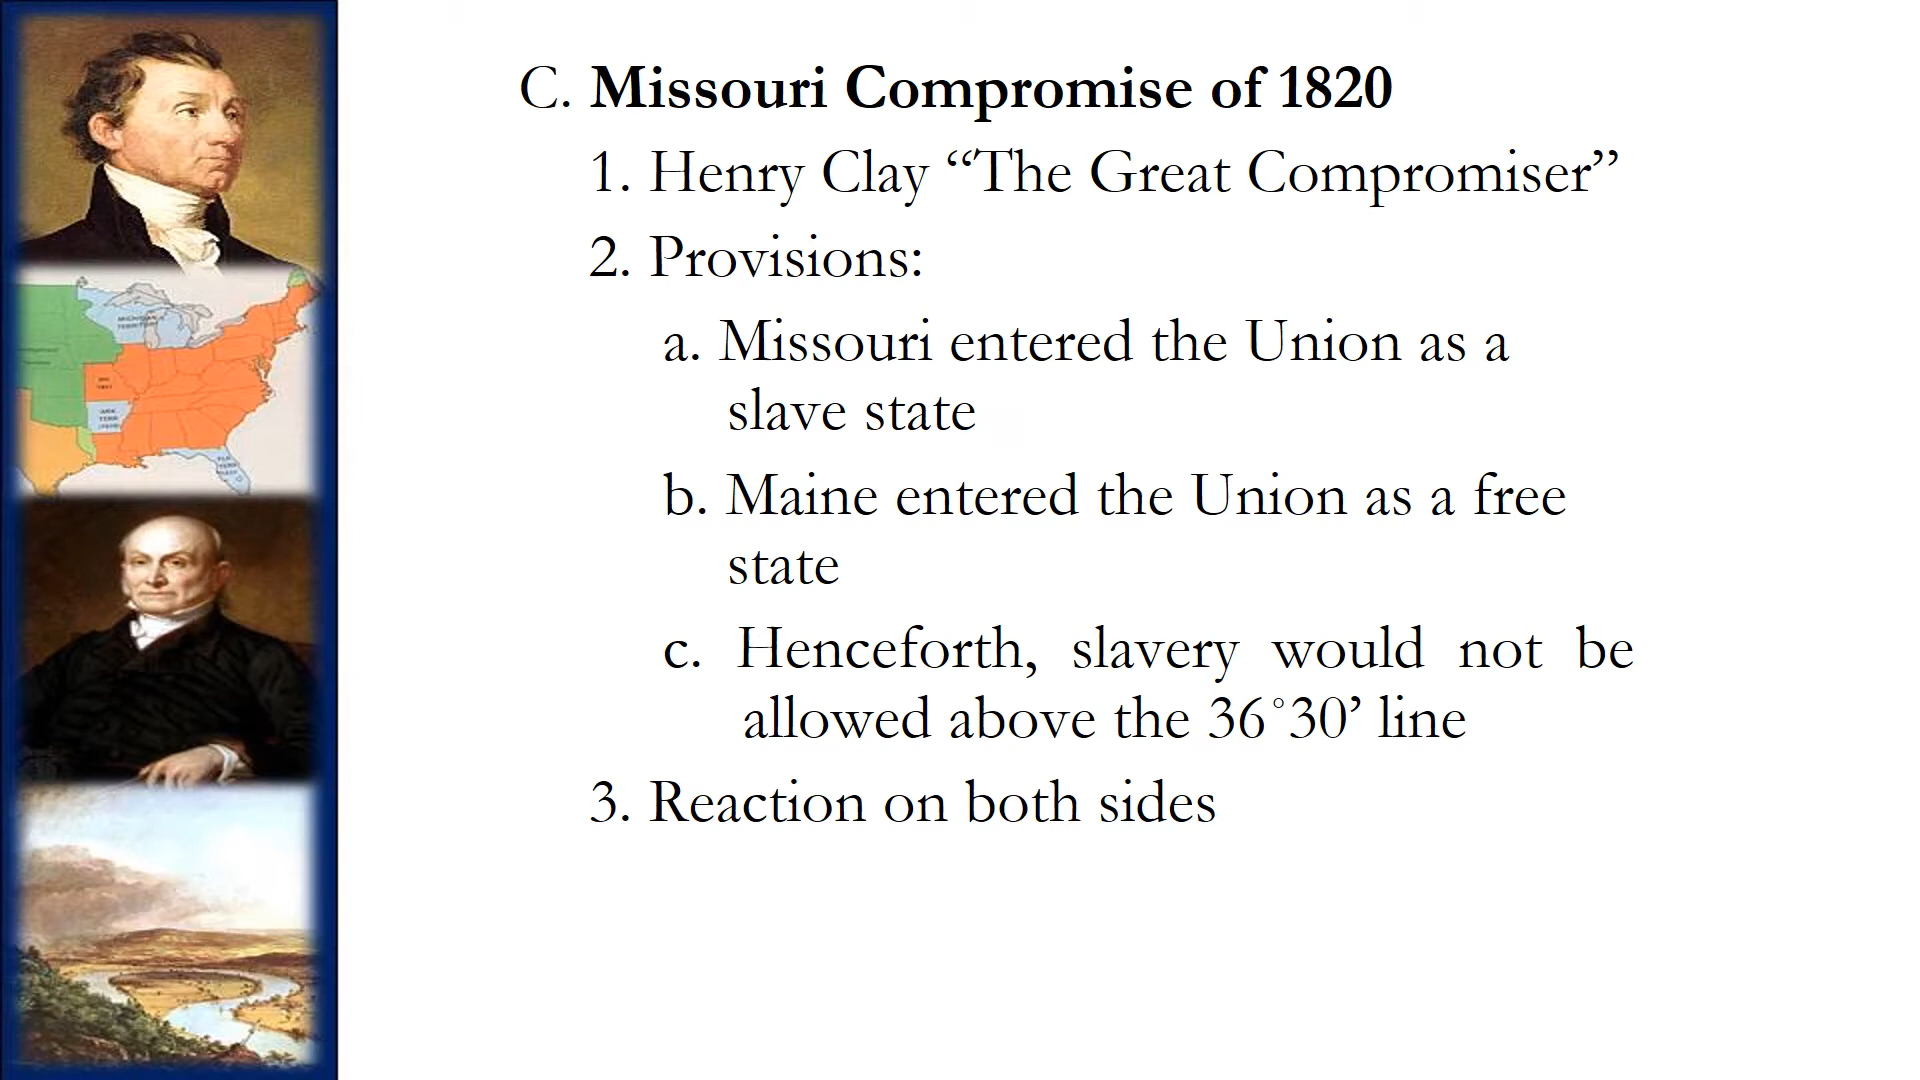 C. Missouri Compromise of 1820
1. Henry Clay “The Great Compromiser”
2. Provisions:
a. Missouri entered the Union as a
slave state
b. Maine entered the Union as a free
state
c. Henceforth, slavery would not be
allowed above the 36°30’ line
3. Reaction on both sides